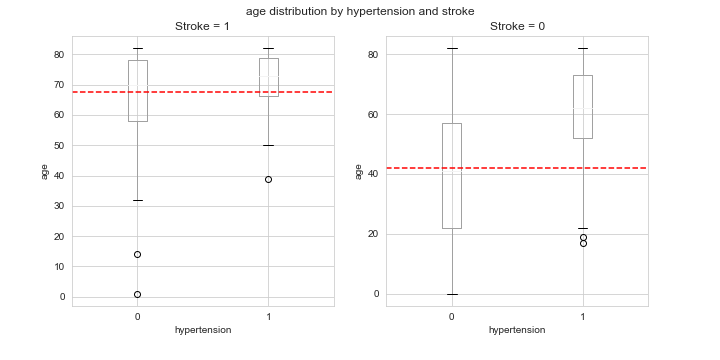 age distribution by hypertension and stroke
Stroke = 1
80
70
60
50
40
30
20
10
0
age
0 1
hypertension
Stroke = 0
80
60
40
20
0
age
0 1
hypertension